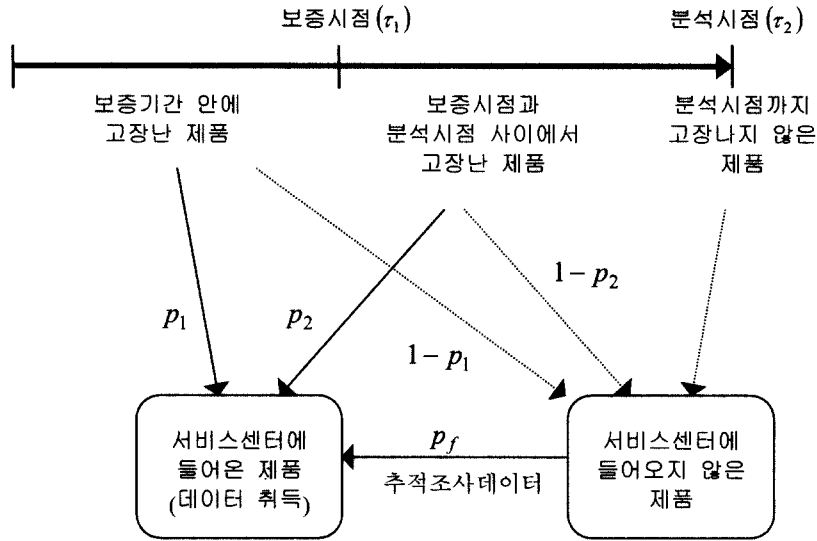 보증시점(τ₁)
분석시점(τ₂)
보증기간 안에
고장난 제품
보증시점과
분석시점 사이에서
고장난 제품
분석시점까지
고장나지 않은
제품
p₁
p₂
1 − p₁
1 − p₂
서비스센터에
들어온 제품
(데이터 취득)
p_f
추적조사데이터
서비스센터에
들어오지 않은
제품